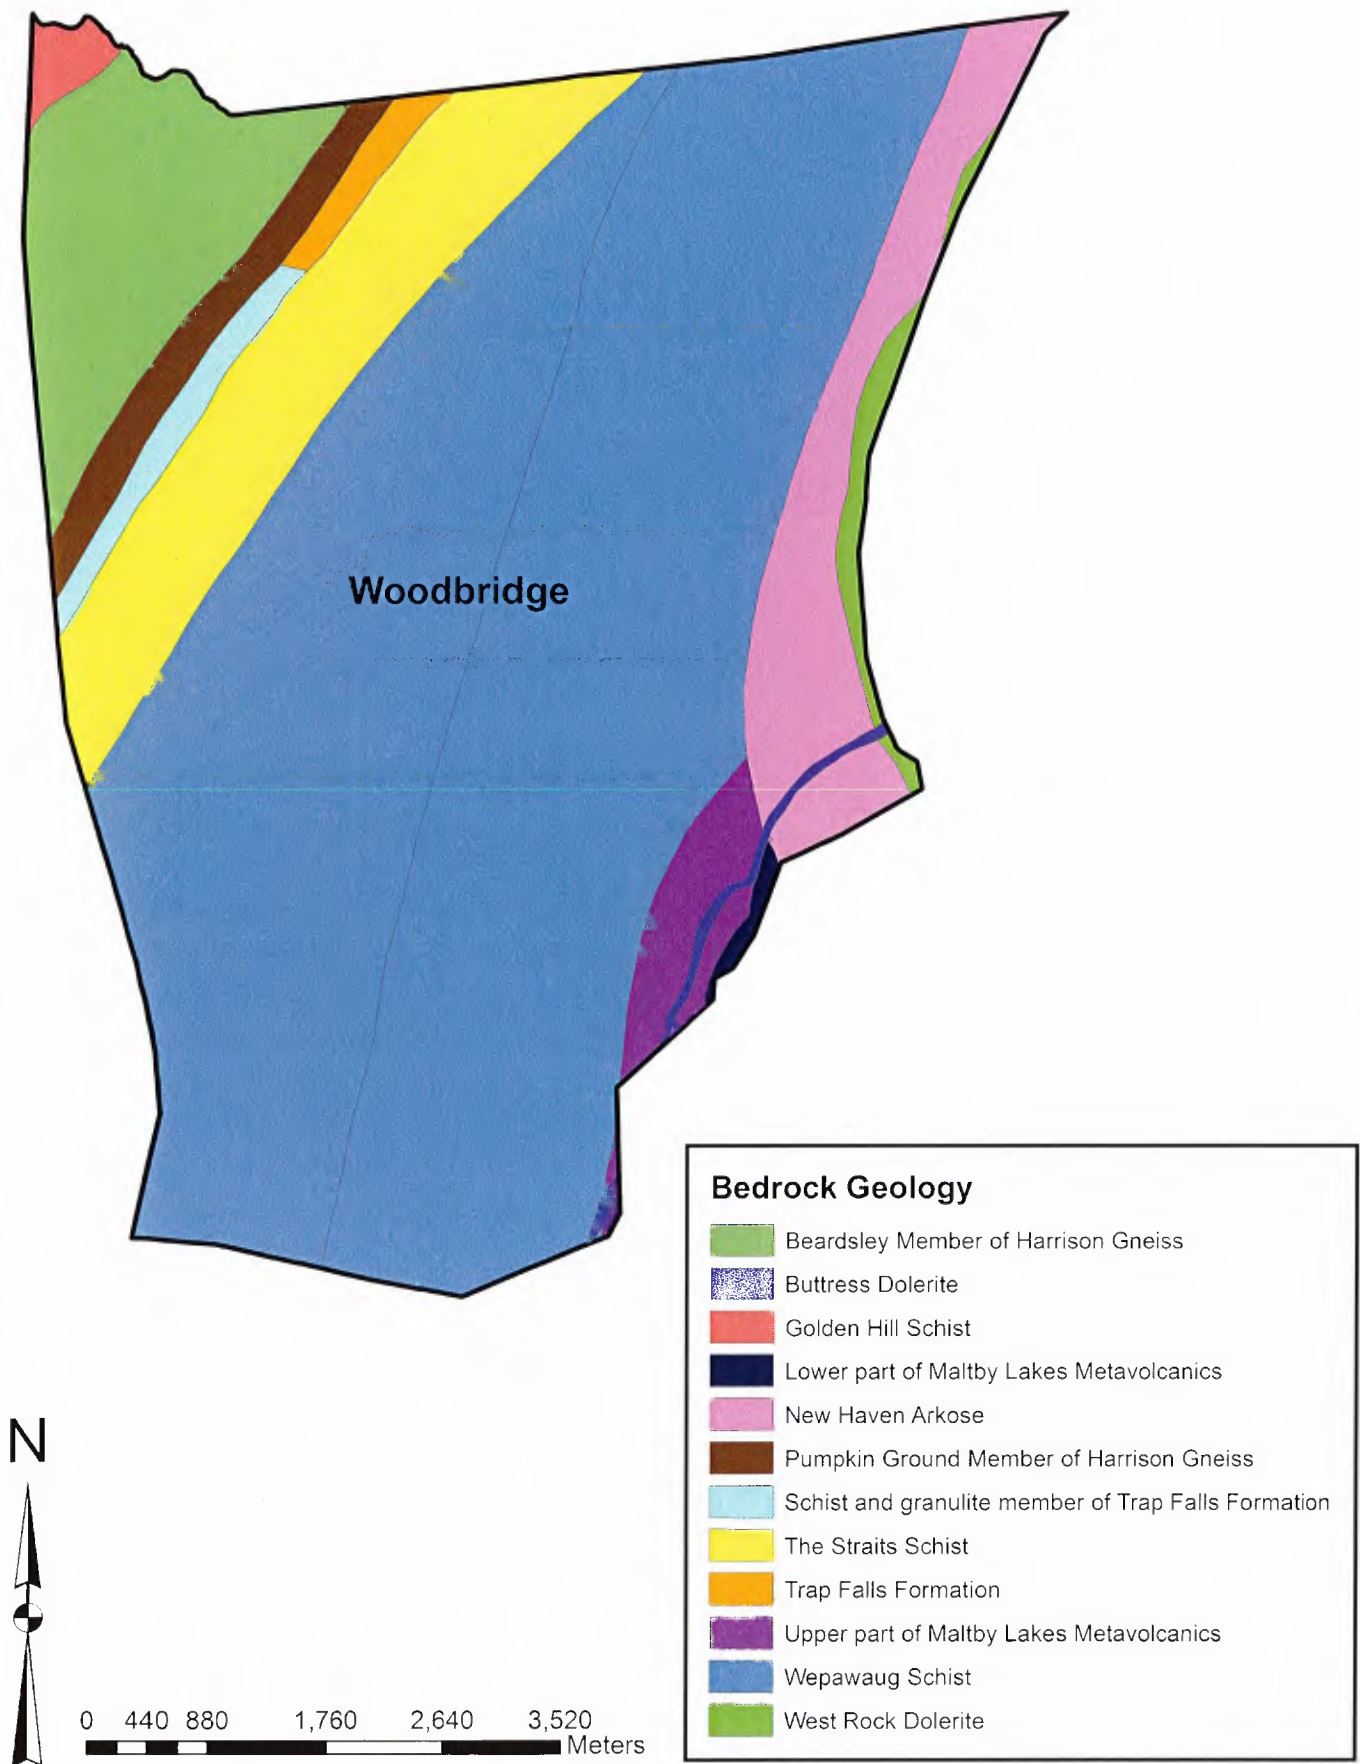 Woodbridge
Bedrock Geology
Beardsley Member of Harrison Gneiss
Buttress Dolerite
Golden Hill Schist
Lower part of Maltby Lakes Metavolcanics
New Haven Arkose
Pumpkin Ground Member of Harrison Gneiss
Schist and granulite member of Trap Falls Formation
The Straits Schist
Trap Falls Formation
Upper part of Maltby Lakes Metavolcanics
Wepawaug Schist
West Rock Dolerite
N
0 440 880 1,760 2,640 3,520
Meters